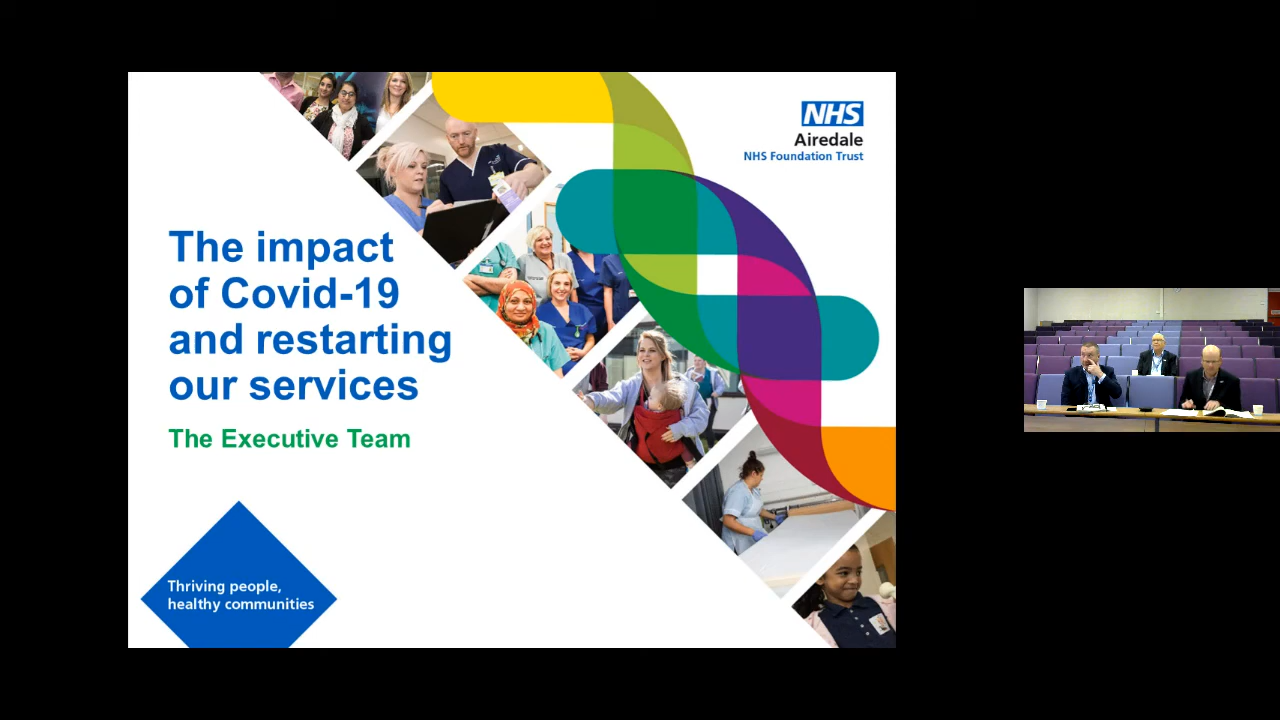 NHS
Airedale
NHS Foundation Trust
The impact
of Covid-19
and restarting
our services
The Executive Team
Thriving people,
healthy communities